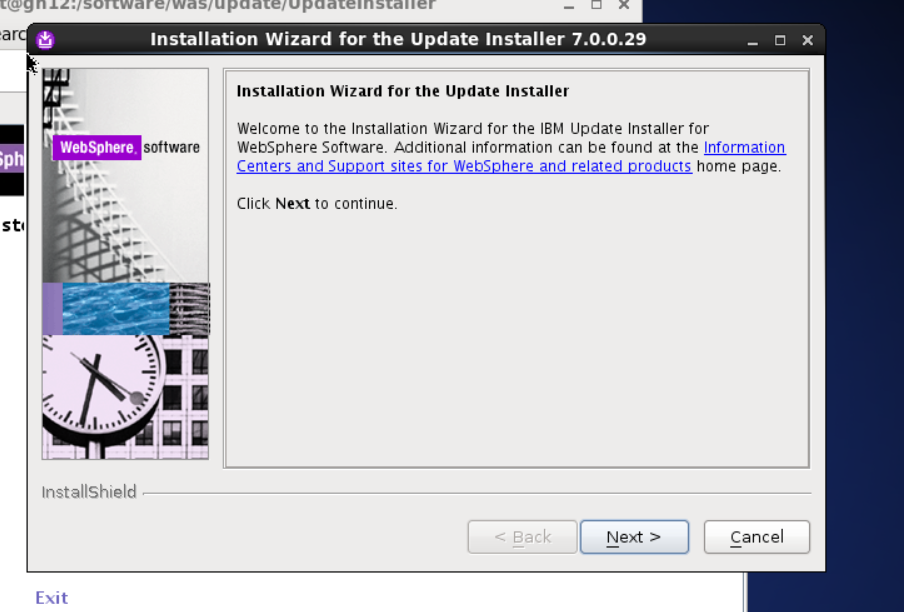 t@gh12:/software/was/update/UpdateInstaller
earc
Installation Wizard for the Update Installer 7.0.0.29
Sph
ste
WebSphere. software
Installation Wizard for the Update Installer
Welcome to the Installation Wizard for the IBM Update Installer for
WebSphere Software. Additional information can be found at the Information
Centers and Support sites for WebSphere and related products home page.
Click Next to continue.
InstallShield
< Back
Next >
Cancel
Exit